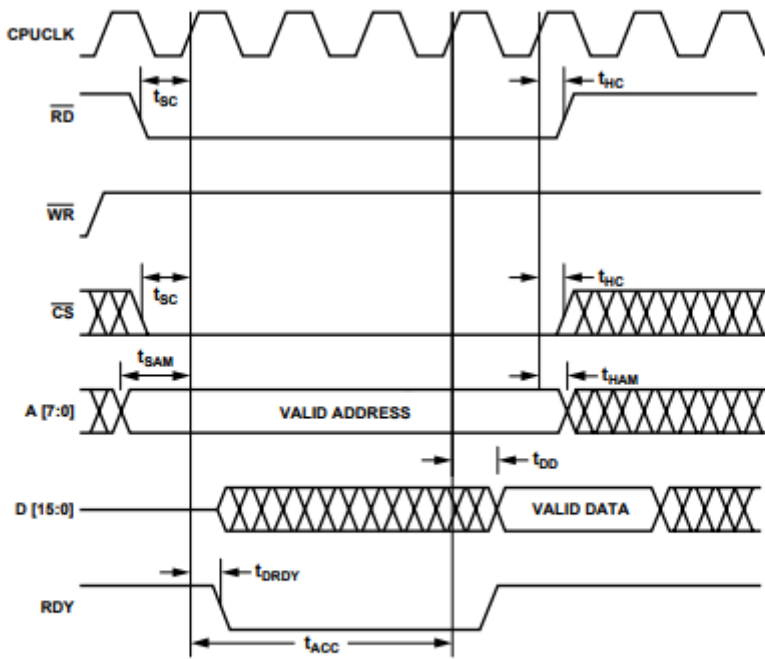 CPUCLK
tSC
tHC
RD
WR
tSC
tHC
CS
tSAM
tHAM
A [7:0]
VALID ADDRESS
tDD
D [15:0]
VALID DATA
tDRDY
RDY
tACC